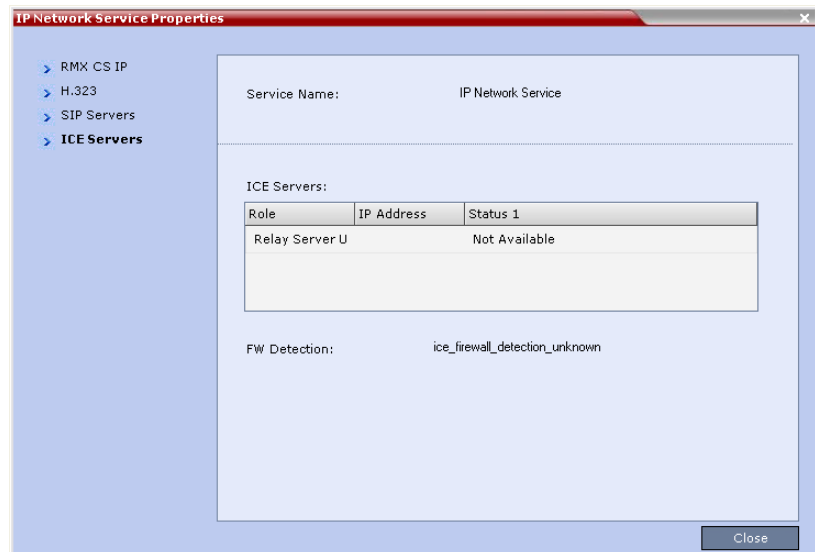 IP Network Service Properties
RMX CS IP
H.323
SIP Servers
ICE Servers
Service Name: IP Network Service
ICE Servers:
Role IP Address Status 1
Relay Server U Not Available
FW Detection: ice_firewall_detection_unknown
Close